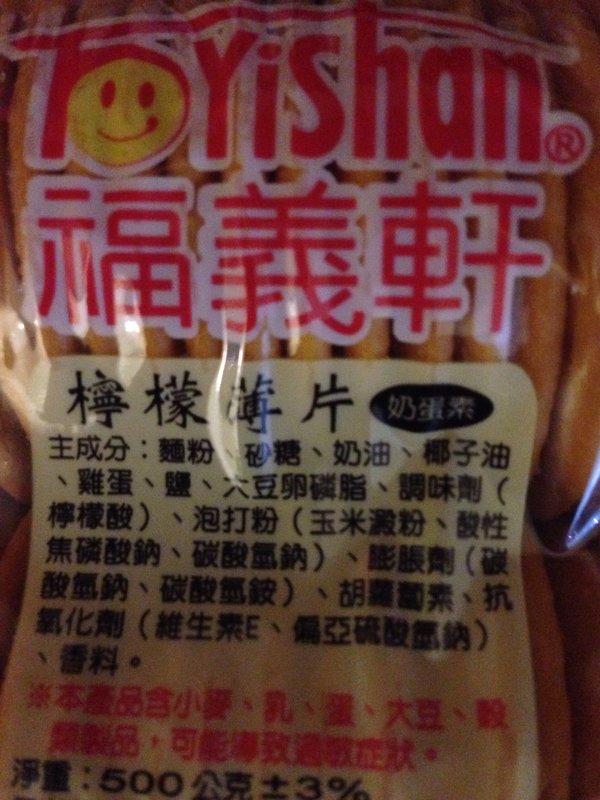 Foyishan®
福義軒
檸檬薄片 奶蛋素
主成分：麵粉、砂糖、奶油、椰子油
、雞蛋、鹽、大豆卵磷脂、調味劑（
檸檬酸）、泡打粉（玉米澱粉、酸性
焦磷酸鈉、碳酸氫鈉）、膨脹劑（碳
酸氫鈉、碳酸氫銨）、胡蘿蔔素、抗
氧化劑（維生素E、偏亞硫酸氫鈉）
、香料。
※本產品含小麥、乳、蛋、大豆、穀
類製品，可能導致過敏症狀。
淨重：500公克±3%